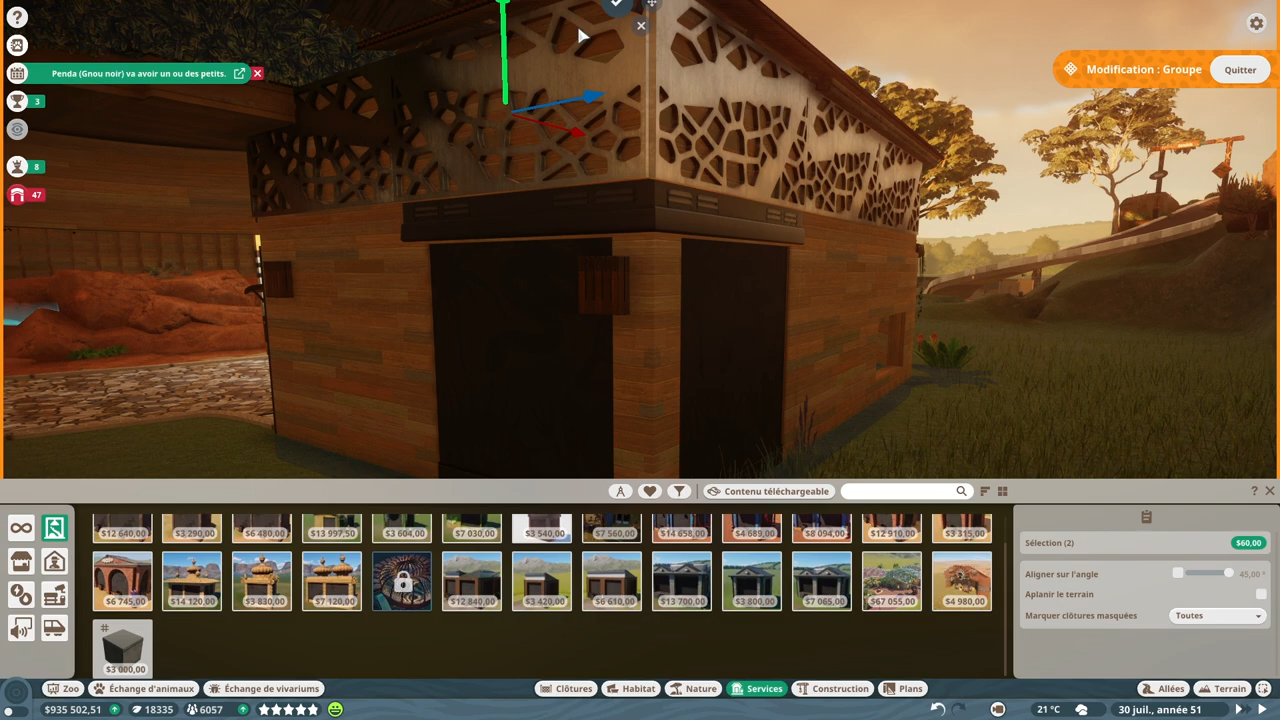 ?
Penda (Gnou noir) va avoir un ou des petits.
3
8
47
Modification : Groupe
Quitter
Contenu téléchargeable
?
$12 640,00
$3 290,00
$6 480,00
$13 997,50
$3 604,00
$7 030,00
$3 540,00
$7 560,00
$14 658,00
$4 689,00
$8 094,00
$12 910,00
$3 315,00
$6 745,00
$14 120,00
$3 830,00
$7 120,00
$12 840,00
$3 420,00
$6 610,00
$13 700,00
$3 800,00
$7 065,00
$67 055,00
$4 980,00
$3 000,00
Sélection (2)
$60,00
Aligner sur l'angle
45,00 °
Aplanir le terrain
Marquer clôtures masquées
Toutes
Zoo
Échange d'animaux
Échange de vivariums
Clôtures
Habitat
Nature
Services
Construction
Plans
Allées
Terrain
$935 502,51
18335
6057
21 °C
30 juil., année 51